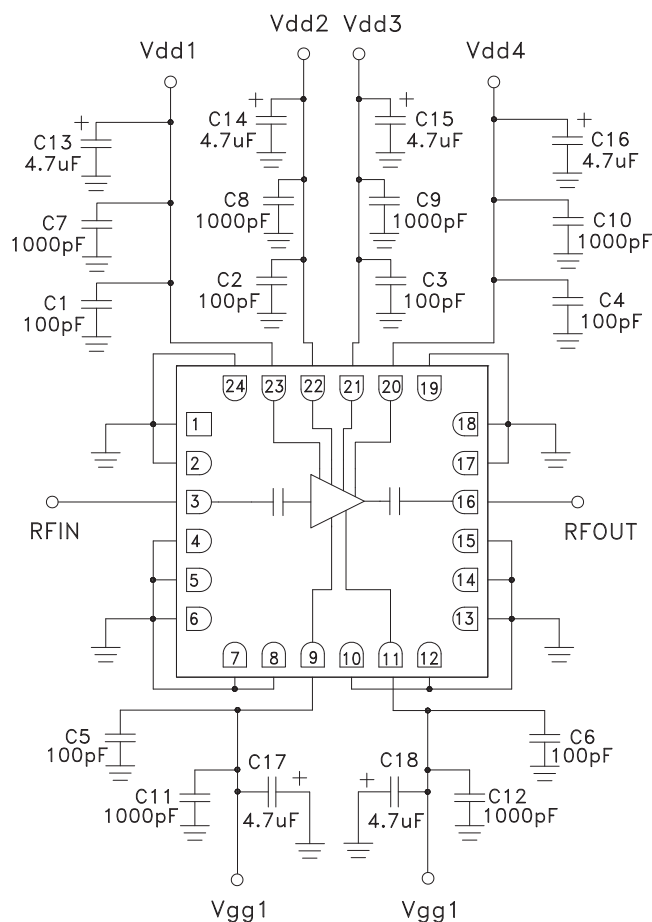 Vdd1
Vdd2
Vdd3
Vdd4
+
C13
4.7uF
+
C14
4.7uF
+
C15
4.7uF
+
C16
4.7uF
C7
1000pF
C8
1000pF
C9
1000pF
C10
1000pF
C1
100pF
C2
100pF
C3
100pF
C4
100pF
24
23
22
21
20
19
1
18
2
17
3
16
RFIN
RFOUT
4
15
5
14
6
13
7
8
9
10
11
12
C5
100pF
C6
100pF
C17
+
4.7uF
+
C18
4.7uF
C11
1000pF
C12
1000pF
Vgg1
Vgg1